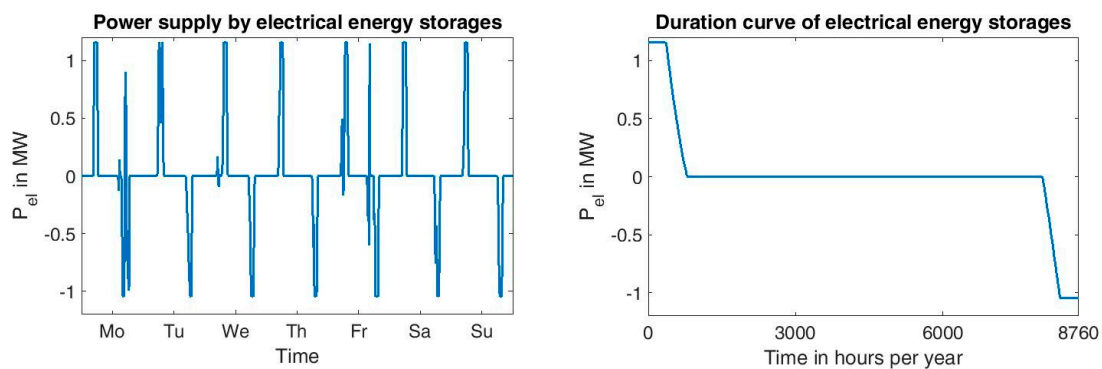 Power supply by electrical energy storages
1
0.5
0
-0.5
-1
P_el in MW
Mo Tu We Th Fr Sa Su
Time
Duration curve of electrical energy storages
1
0.5
0
-0.5
-1
P_el in MW
0 3000 6000 8760
Time in hours per year